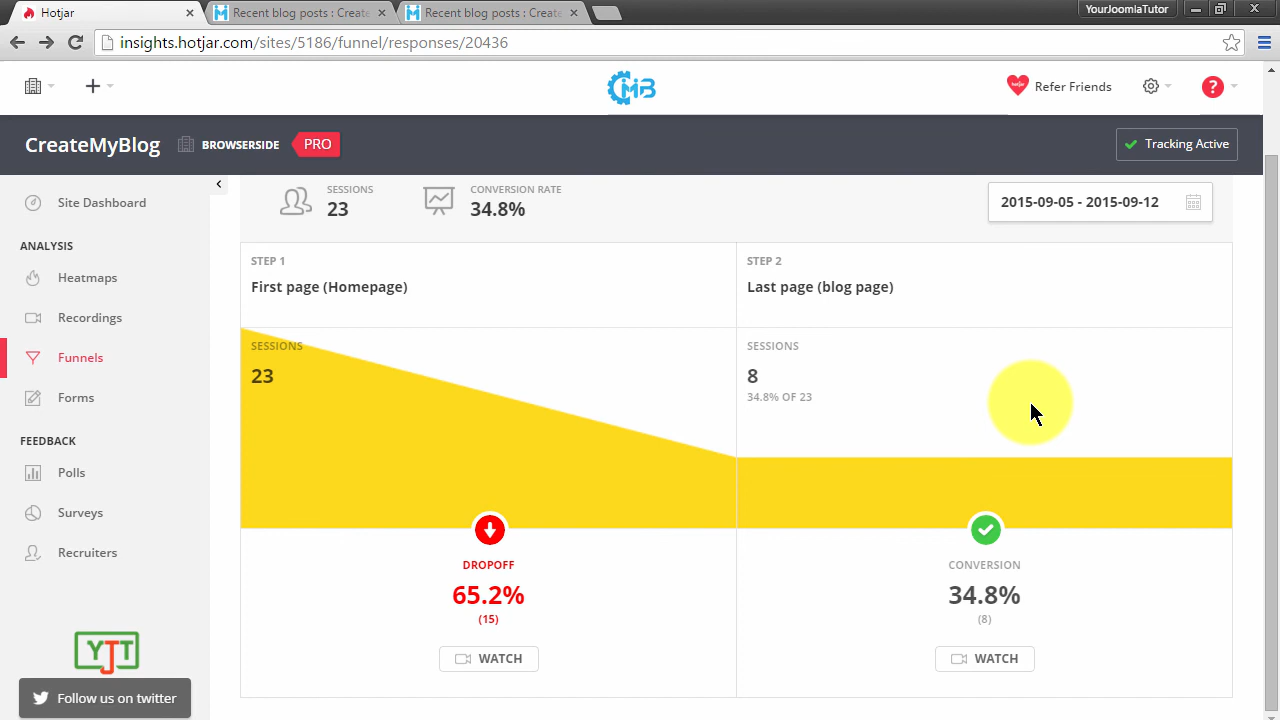 Hotjar
Recent blog posts : Create
Recent blog posts : Create
YourJoomlaTutor
insights.hotjar.com/sites/5186/funnel/responses/20436
MB
Refer Friends
?
CreateMyBlog
BROWSERSIDE
PRO
Tracking Active
Site Dashboard
ANALYSIS
Heatmaps
Recordings
Funnels
Forms
FEEDBACK
Polls
Surveys
Recruiters
YTT
Follow us on twitter
SESSIONS
23
CONVERSION RATE
34.8%
2015-09-05 - 2015-09-12
STEP 1
First page (Homepage)
SESSIONS
23
DROPOFF
65.2%
(15)
WATCH
STEP 2
Last page (blog page)
SESSIONS
8
34.8% OF 23
CONVERSION
34.8%
(8)
WATCH